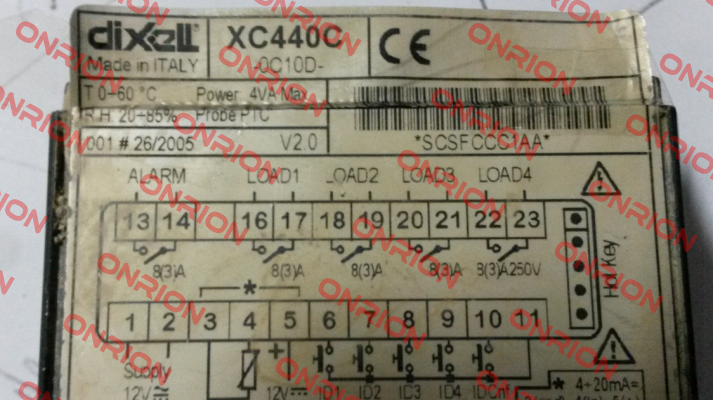 dixell XC440C
Made in ITALY -0C10D-
T 0÷60 °C Power: 4VA Max
R.H. 20÷85% Probe PTC
001 # 26/2005 V2.0 *SCSFCCC1AA*
ALARM LOAD1 LOAD2 LOAD3 LOAD4
13 14 16 17 18 19 20 21 22 23
8(3)A 8(3)A 8(3)A 8(3)A 8(3)A 250V
Hot Key
*
1 2 3 4 5 6 7 8 9 10 11
Supply
12V 12V ID1 ID2 ID3 ID4 IDCnf
* 4÷20mA=
ONRION